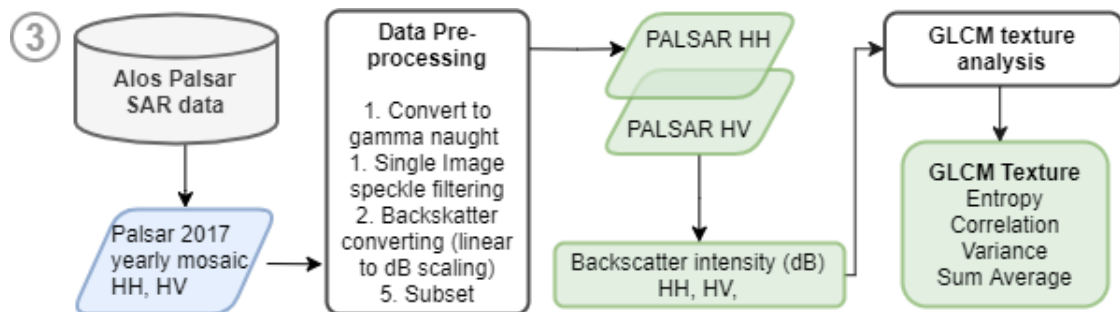 3
Alos Palsar
SAR data
Palsar 2017
yearly mosaic
HH, HV
Data Pre-
processing
1. Convert to
gamma naught
1. Single Image
speckle filtering
2. Backskatter
converting (linear
to dB scaling)
5. Subset
PALSAR HH
PALSAR HV
Backscatter intensity (dB)
HH, HV,
GLCM texture
analysis
GLCM Texture
Entropy
Correlation
Variance
Sum Average